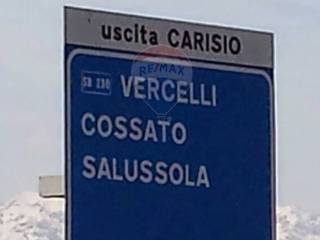 uscita CARISIO
RE/MAX
SR 230 VERCELLI
COSSATO
SALUSSOLA